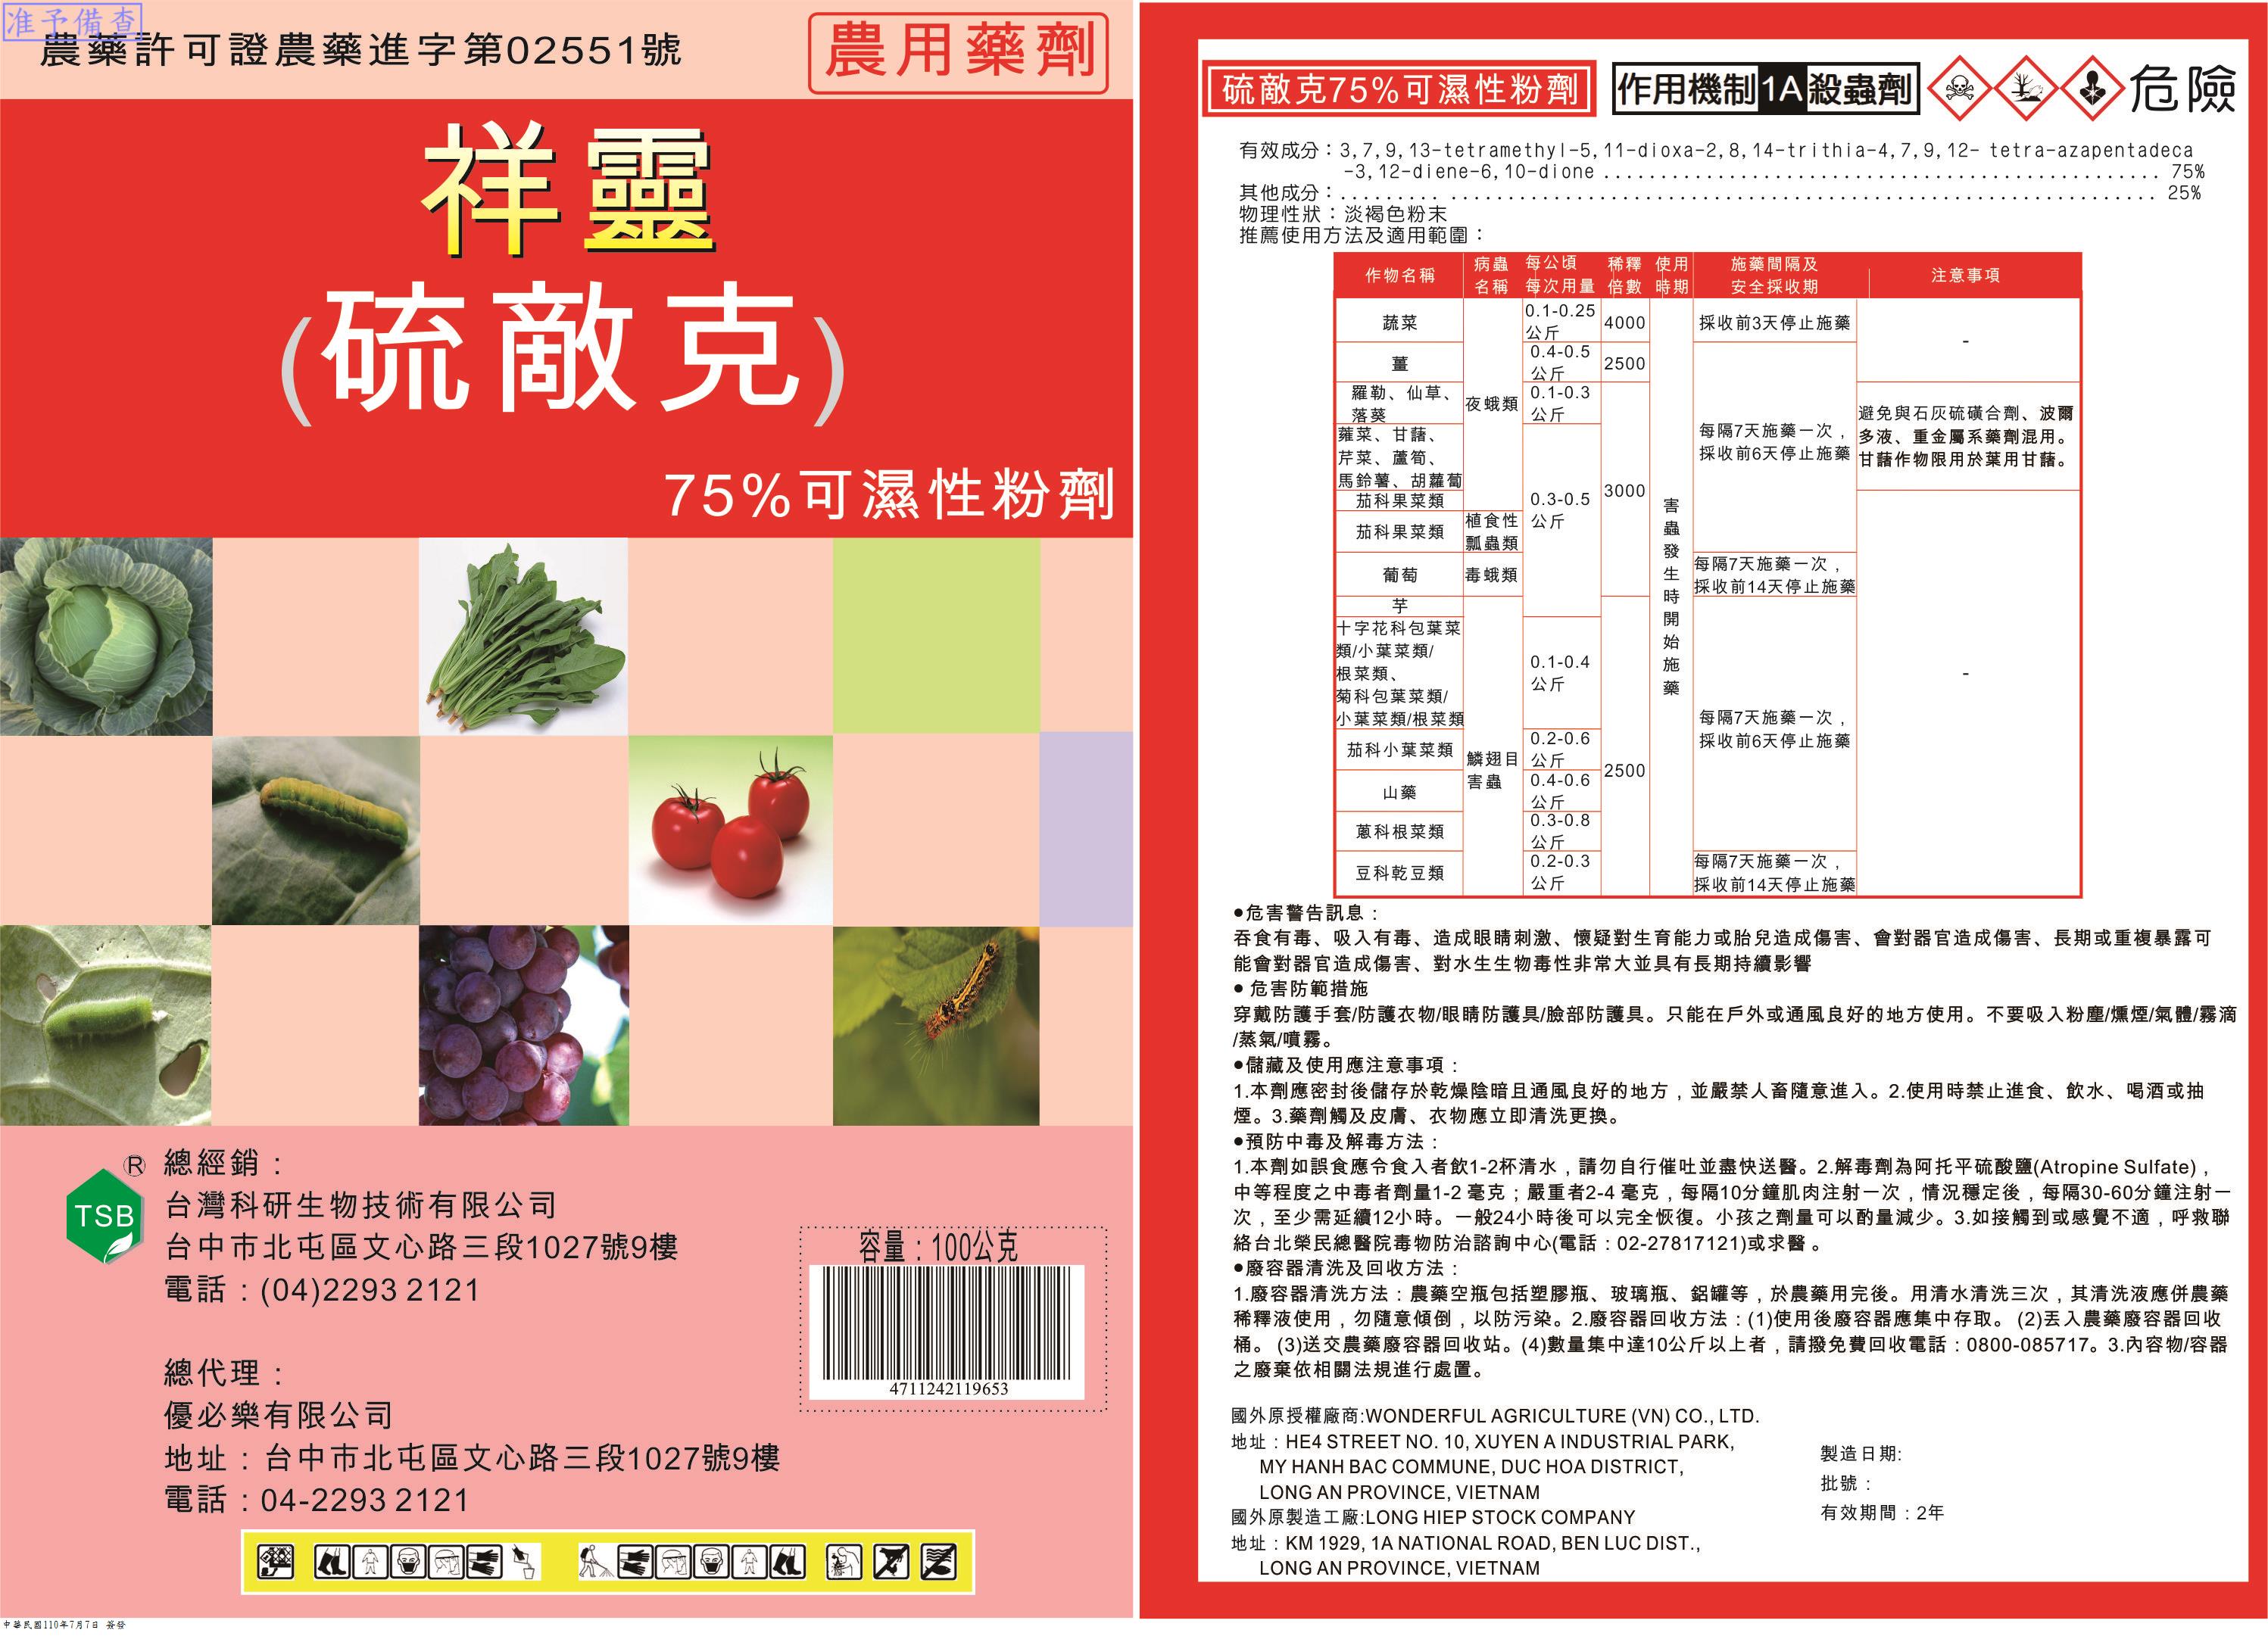 准予備查
農藥許可證農藥進字第02551號
農用藥劑
祥靈
(硫敵克)
75%可濕性粉劑
® 總經銷：
TSB
台灣科研生物技術有限公司
台中市北屯區文心路三段1027號9樓
電話：(04)2293 2121
總代理：
優必樂有限公司
地址：台中市北屯區文心路三段1027號9樓
電話：04-2293 2121
容量：100公克
4711242119653
中華民國110年7月7日 簽發
硫敵克75%可濕性粉劑
作用機制1A殺蟲劑
危險
有效成分：3,7,9,13-tetramethyl-5,11-dioxa-2,8,14-trithia-4,7,9,12- tetra-azapentadeca
-3,12-diene-6,10-dione ................................................. 75%
其他成分：......... .............................................................. 25%
物理性狀：淡褐色粉末
推薦使用方法及適用範圍：
作物名稱 病蟲名稱 每公頃每次用量 稀釋倍數 使用時期 施藥間隔及安全採收期 注意事項
蔬菜 夜蛾類 0.1-0.25公斤 4000 害蟲發生時開始施藥 採收前3天停止施藥 -
薑 0.4-0.5公斤 2500 每隔7天施藥一次，採收前6天停止施藥
羅勒、仙草、落葵 0.1-0.3公斤 3000 避免與石灰硫磺合劑、波爾多液、重金屬系藥劑混用。甘藷作物限用於葉用甘藷。
蕹菜、甘藷、芹菜、蘆筍、馬鈴薯、胡蘿蔔 0.3-0.5公斤
茄科果菜類 -
茄科果菜類 植食性瓢蟲類
葡萄 毒蛾類 每隔7天施藥一次，採收前14天停止施藥
芋 鱗翅目害蟲 2500 每隔7天施藥一次，採收前6天停止施藥
十字花科包葉菜類/小葉菜類/根菜類、菊科包葉菜類/小葉菜類/根菜類 0.1-0.4公斤
茄科小葉菜類 0.2-0.6公斤
山藥 0.4-0.6公斤
蔥科根菜類 0.3-0.8公斤
豆科乾豆類 0.2-0.3公斤 每隔7天施藥一次，採收前14天停止施藥
●危害警告訊息：
吞食有毒、吸入有毒、造成眼睛刺激、懷疑對生育能力或胎兒造成傷害、會對器官造成傷害、長期或重複暴露可
能會對器官造成傷害、對水生生物毒性非常大並具有長期持續影響
● 危害防範措施
穿戴防護手套/防護衣物/眼睛防護具/臉部防護具。只能在戶外或通風良好的地方使用。不要吸入粉塵/燻煙/氣體/霧滴
/蒸氣/噴霧。
●儲藏及使用應注意事項：
1.本劑應密封後儲存於乾燥陰暗且通風良好的地方，並嚴禁人畜隨意進入。2.使用時禁止進食、飲水、喝酒或抽
煙。3.藥劑觸及皮膚、衣物應立即清洗更換。
●預防中毒及解毒方法：
1.本劑如誤食應令食入者飲1-2杯清水，請勿自行催吐並盡快送醫。2.解毒劑為阿托平硫酸鹽(Atropine Sulfate)，
中等程度之中毒者劑量1-2 毫克；嚴重者2-4 毫克，每隔10分鐘肌肉注射一次，情況穩定後，每隔30-60分鐘注射一
次，至少需延續12小時。一般24小時後可以完全恢復。小孩之劑量可以酌量減少。3.如接觸到或感覺不適，呼救聯
絡台北榮民總醫院毒物防治諮詢中心(電話：02-27817121)或求醫。
●廢容器清洗及回收方法：
1.廢容器清洗方法：農藥空瓶包括塑膠瓶、玻璃瓶、鋁罐等，於農藥用完後。用清水清洗三次，其清洗液應併農藥
稀釋液使用，勿隨意傾倒，以防污染。2.廢容器回收方法：(1)使用後廢容器應集中存取。 (2)丟入農藥廢容器回收
桶。 (3)送交農藥廢容器回收站。(4)數量集中達10公斤以上者，請撥免費回收電話：0800-085717。3.內容物/容器
之廢棄依相關法規進行處置。
國外原授權廠商:WONDERFUL AGRICULTURE (VN) CO., LTD.
地址：HE4 STREET NO. 10, XUYEN A INDUSTRIAL PARK,
MY HANH BAC COMMUNE, DUC HOA DISTRICT,
LONG AN PROVINCE, VIETNAM
國外原製造工廠:LONG HIEP STOCK COMPANY
地址：KM 1929, 1A NATIONAL ROAD, BEN LUC DIST.,
LONG AN PROVINCE, VIETNAM
製造日期:
批號：
有效期間：2年